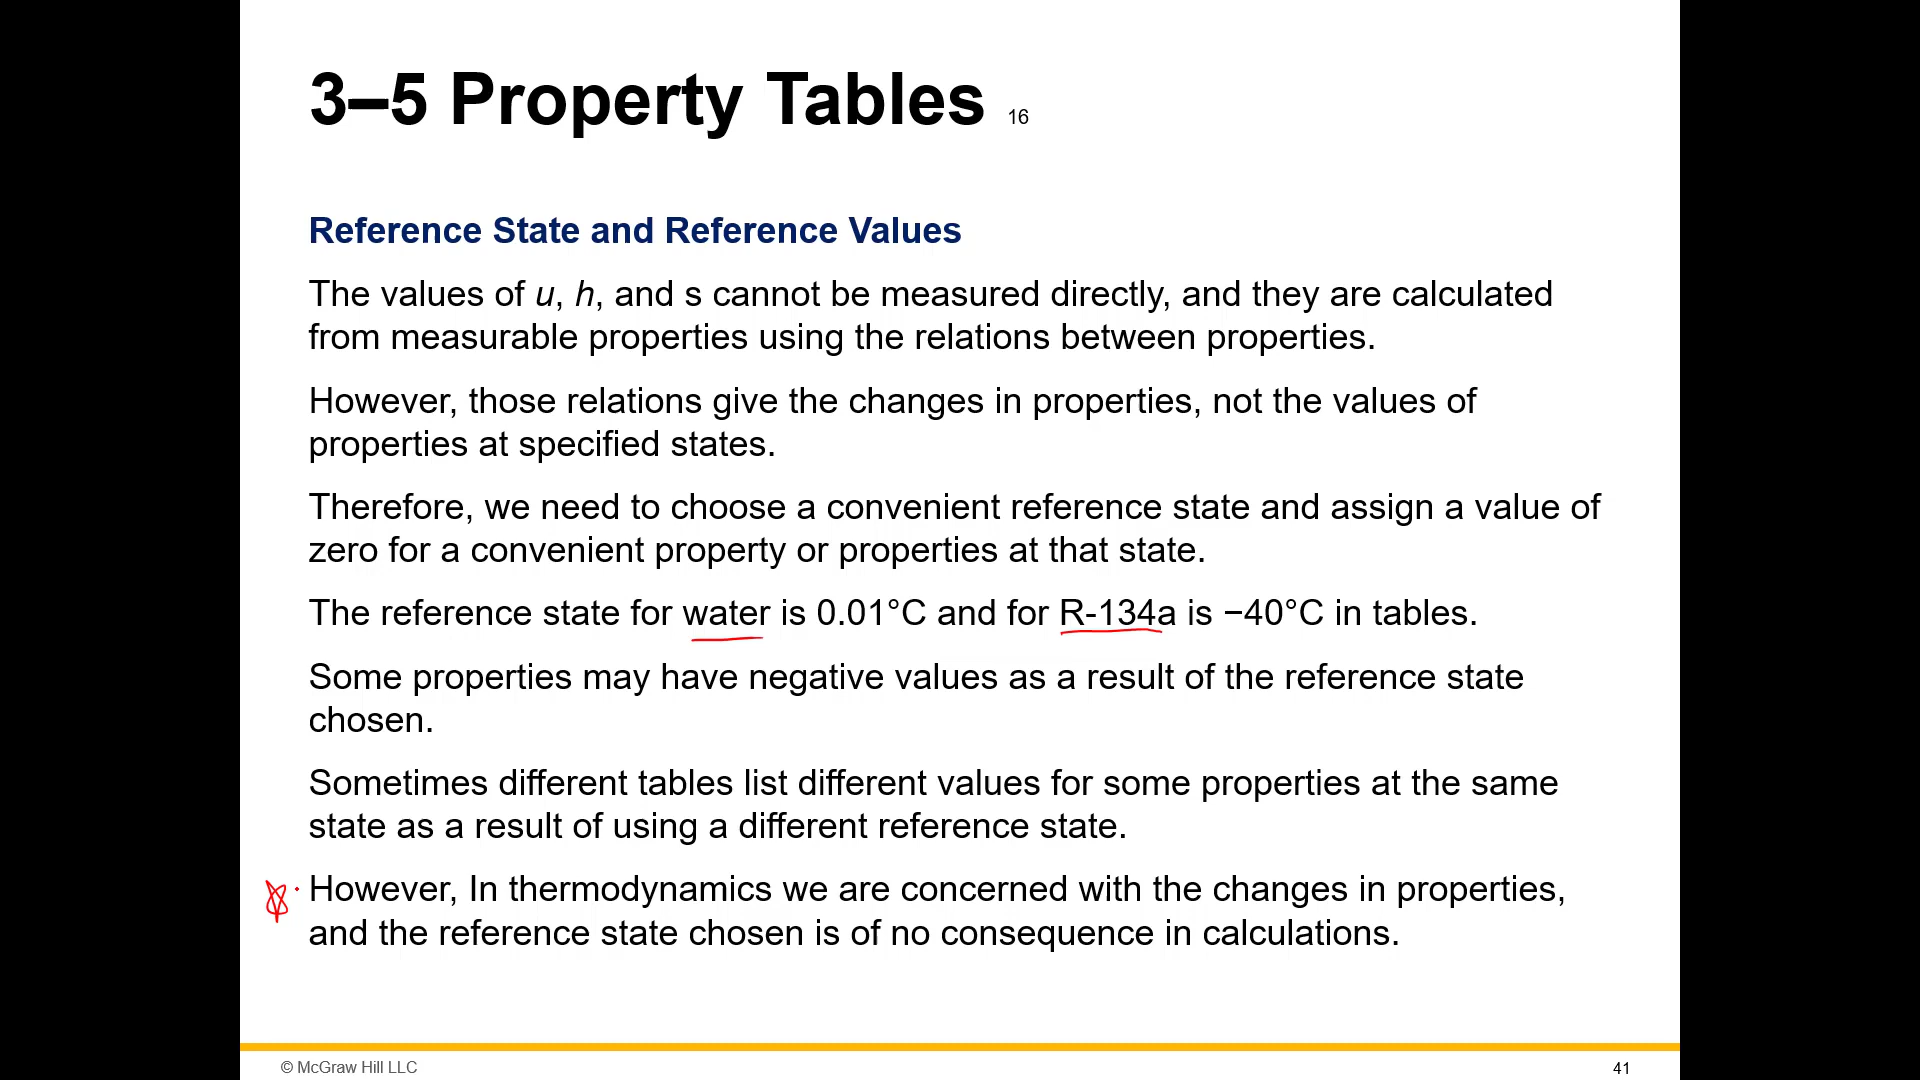 3–5 Property Tables 16
Reference State and Reference Values
The values of u, h, and s cannot be measured directly, and they are calculated
from measurable properties using the relations between properties.
However, those relations give the changes in properties, not the values of
properties at specified states.
Therefore, we need to choose a convenient reference state and assign a value of
zero for a convenient property or properties at that state.
The reference state for water is 0.01°C and for R-134a is −40°C in tables.
Some properties may have negative values as a result of the reference state
chosen.
Sometimes different tables list different values for some properties at the same
state as a result of using a different reference state.
However, In thermodynamics we are concerned with the changes in properties,
and the reference state chosen is of no consequence in calculations.
© McGraw Hill LLC
41